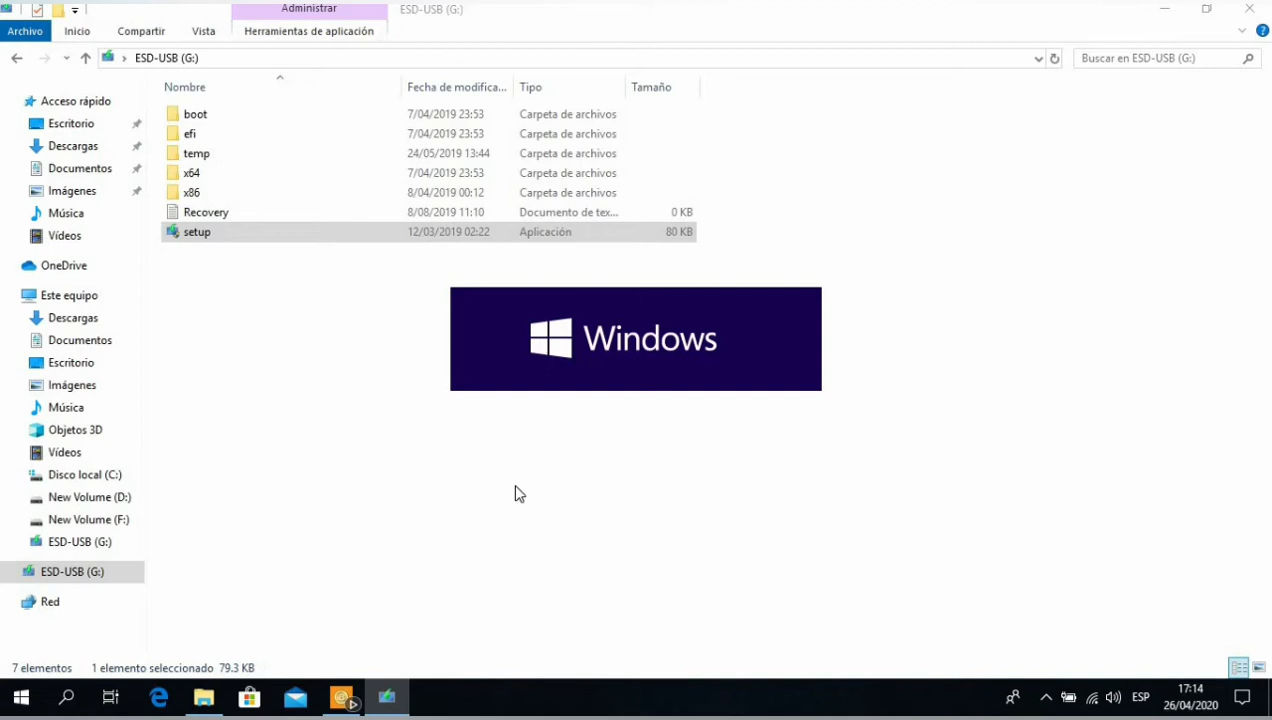 Administrar
ESD-USB (G:)
Archivo
Inicio
Compartir
Vista
Herramientas de aplicación
ESD-USB (G:)
Buscar en ESD-USB (G:)
Nombre
Fecha de modifica...
Tipo
Tamaño
boot 7/04/2019 23:53 Carpeta de archivos
efi 7/04/2019 23:53 Carpeta de archivos
temp 24/05/2019 13:44 Carpeta de archivos
x64 7/04/2019 23:53 Carpeta de archivos
x86 8/04/2019 00:12 Carpeta de archivos
Recovery 8/08/2019 11:10 Documento de tex... 0 KB
setup 12/03/2019 02:22 Aplicación 80 KB
Acceso rápido
Escritorio
Descargas
Documentos
Imágenes
Música
Vídeos
OneDrive
Este equipo
Descargas
Documentos
Escritorio
Imágenes
Música
Objetos 3D
Vídeos
Disco local (C:)
New Volume (D:)
New Volume (F:)
ESD-USB (G:)
ESD-USB (G:)
Red
Windows
7 elementos
1 elemento seleccionado 79.3 KB
ESP
17:14
26/04/2020